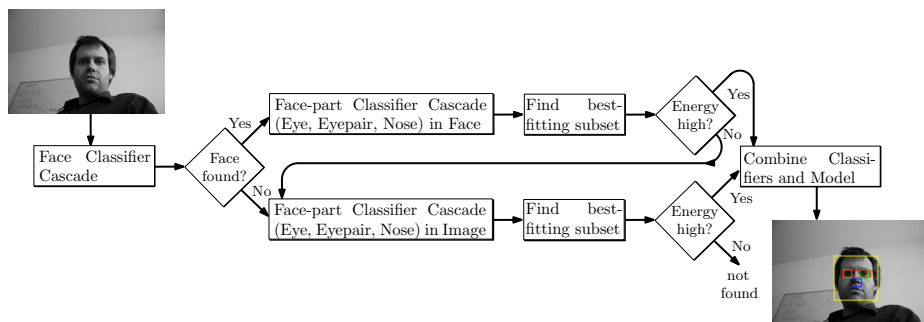 Face Classifier
Cascade
Face
found?
Yes
No
Face-part Classifier Cascade
(Eye, Eyepair, Nose) in Face
Find best-
fitting subset
Energy
high?
Yes
No
Face-part Classifier Cascade
(Eye, Eyepair, Nose) in Image
Find best-
fitting subset
Energy
high?
Yes
No
not
found
Combine Classi-
fiers and Model